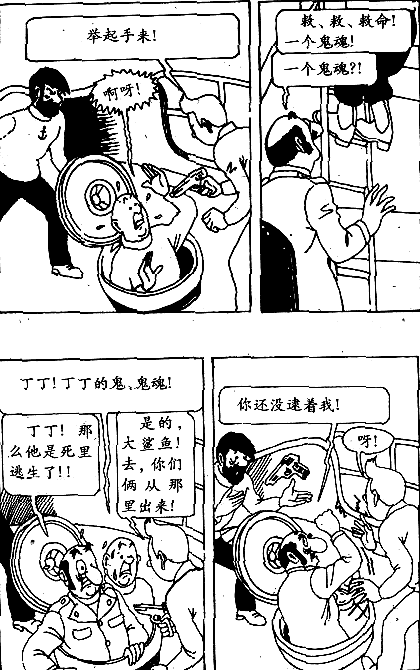 举起手来！
啊呀！
救、救、救命！
一个鬼魂！
一个鬼魂?！
丁丁！丁丁的鬼、鬼魂！
丁丁！那
么他是死里
逃生了!！
是的，
大鲨鱼！
去，你们
俩从那
里出来！
你还没逮着我！
呀！